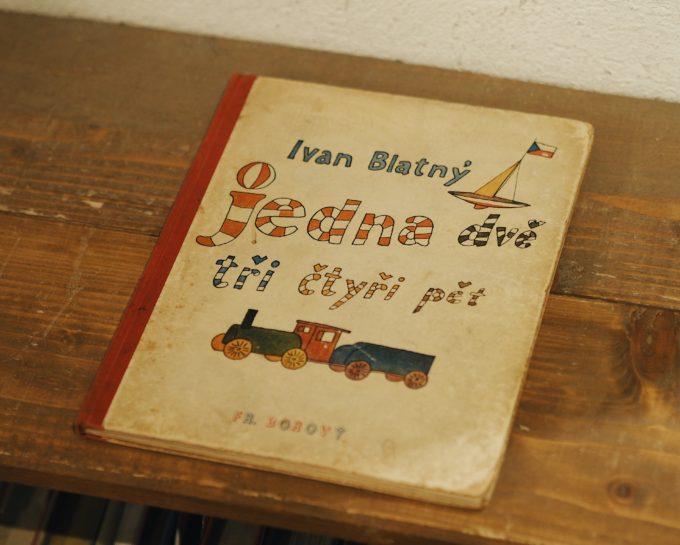 Ivan Blatný
jedna dvě
tři čtyři pět
FR. BOROVÝ